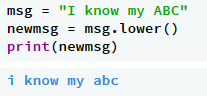 msg = "I know my ABC"
newmsg = msg.lower()
print(newmsg)
i know my abc